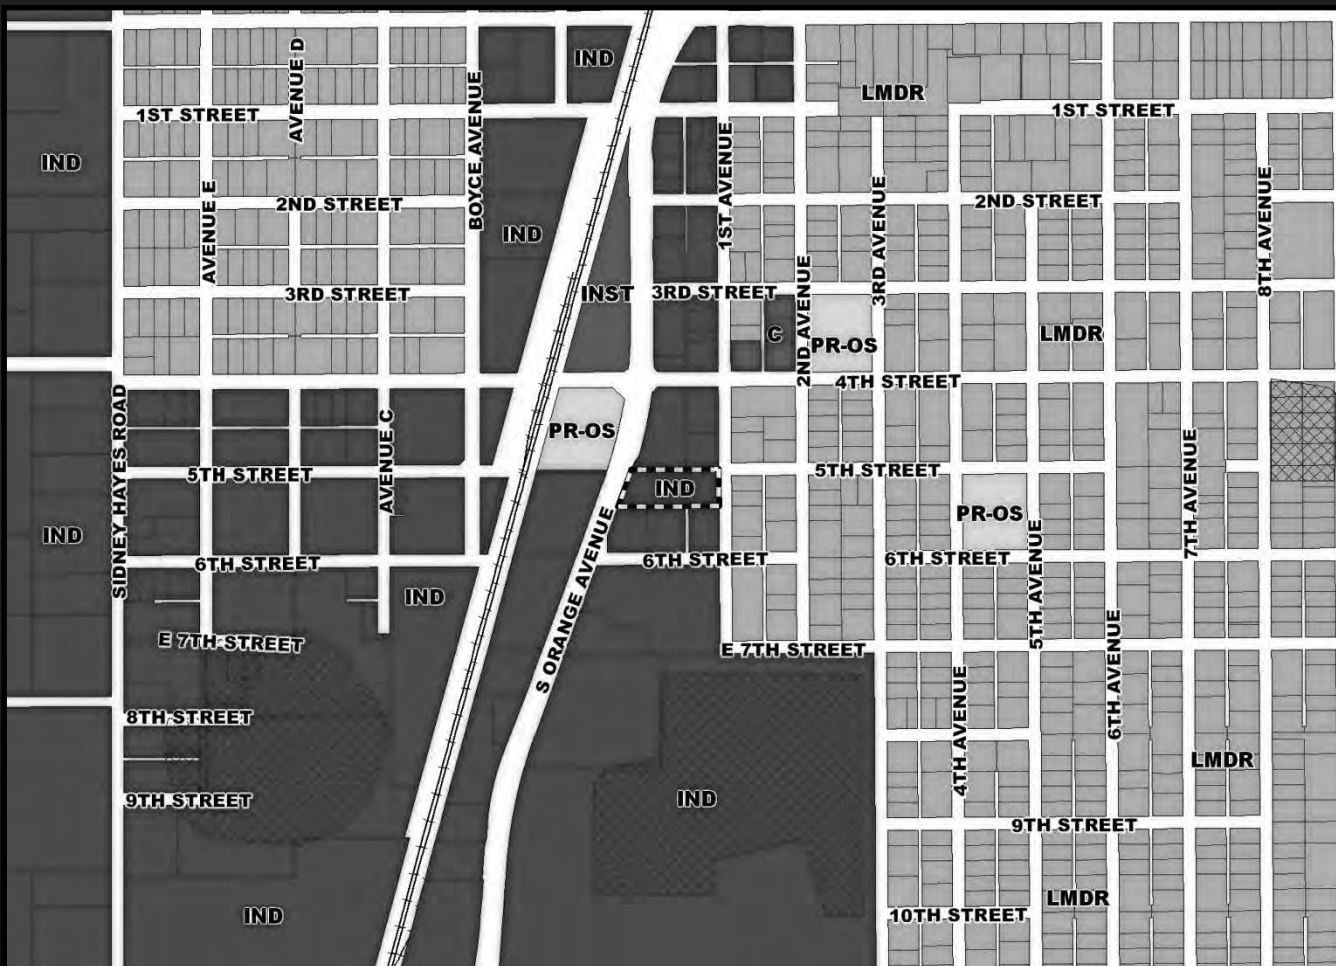 IND
LMDR
1ST STREET
1ST STREET
AVENUE D
BOYCE AVENUE
IND
AVENUE E
2ND STREET
1ST AVENUE
3RD AVENUE
2ND STREET
8TH AVENUE
IND
3RD STREET
INST
3RD STREET
2ND AVENUE
C
PR-OS
LMDR
4TH STREET
SIDNEY HAYES ROAD
AVENUE C
PR-OS
5TH STREET
IND
5TH STREET
PR-OS
7TH AVENUE
IND
6TH STREET
6TH STREET
6TH STREET
5TH AVENUE
IND
S ORANGE AVENUE
E 7TH STREET
E 7TH STREET
6TH AVENUE
4TH AVENUE
8TH STREET
LMDR
9TH STREET
IND
9TH STREET
IND
10TH STREET
LMDR